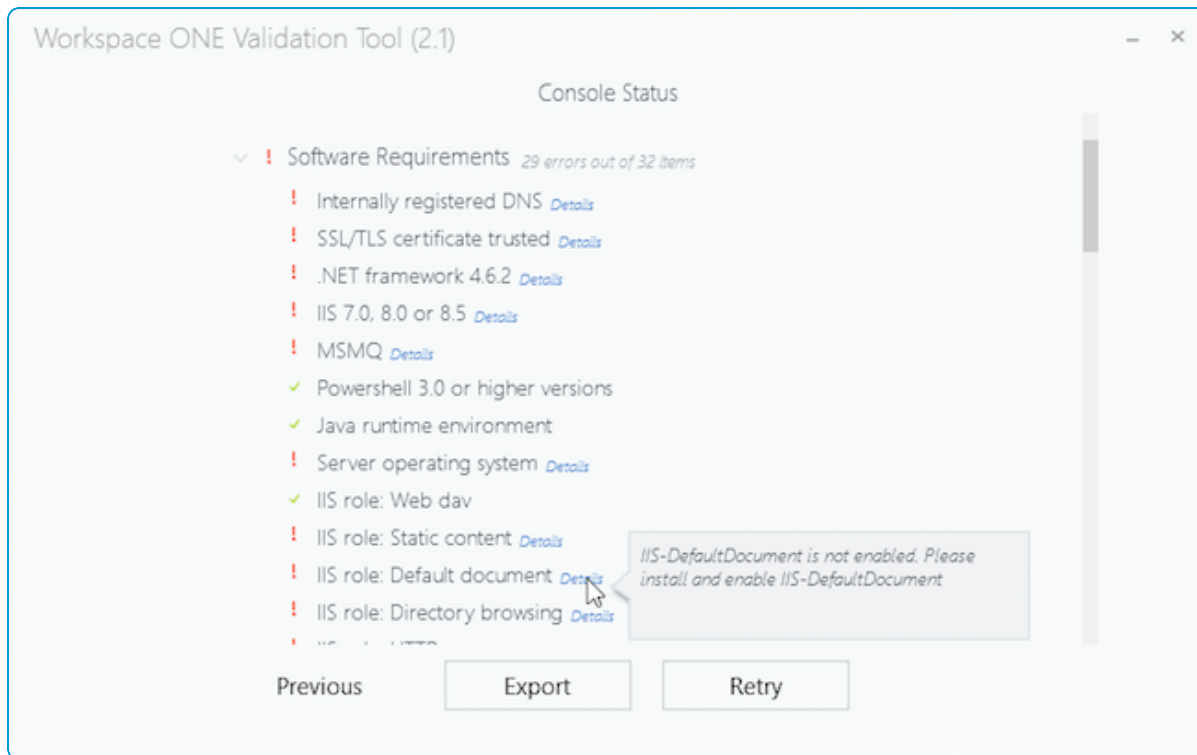 Workspace ONE Validation Tool (2.1)
Console Status
Software Requirements 29 errors out of 32 items
Internally registered DNS Details
SSL/TLS certificate trusted Details
.NET framework 4.6.2 Details
IIS 7.0, 8.0 or 8.5 Details
MSMQ Details
Powershell 3.0 or higher versions
Java runtime environment
Server operating system Details
IIS role: Web dav
IIS role: Static content Details
IIS role: Default document Details
IIS-DefaultDocument is not enabled. Please
install and enable IIS-DefaultDocument
IIS role: Directory browsing Details
Previous
Export
Retry